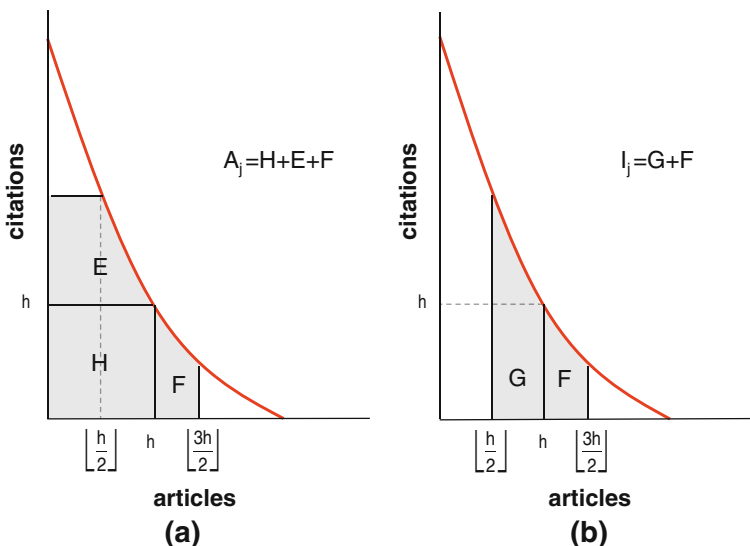 citations
A_j=H+E+F
E
h
H
F
⌊h/2⌋ h ⌊3h/2⌋
articles
(a)
citations
I_j=G+F
h
G F
⌊h/2⌋ h ⌊3h/2⌋
articles
(b)